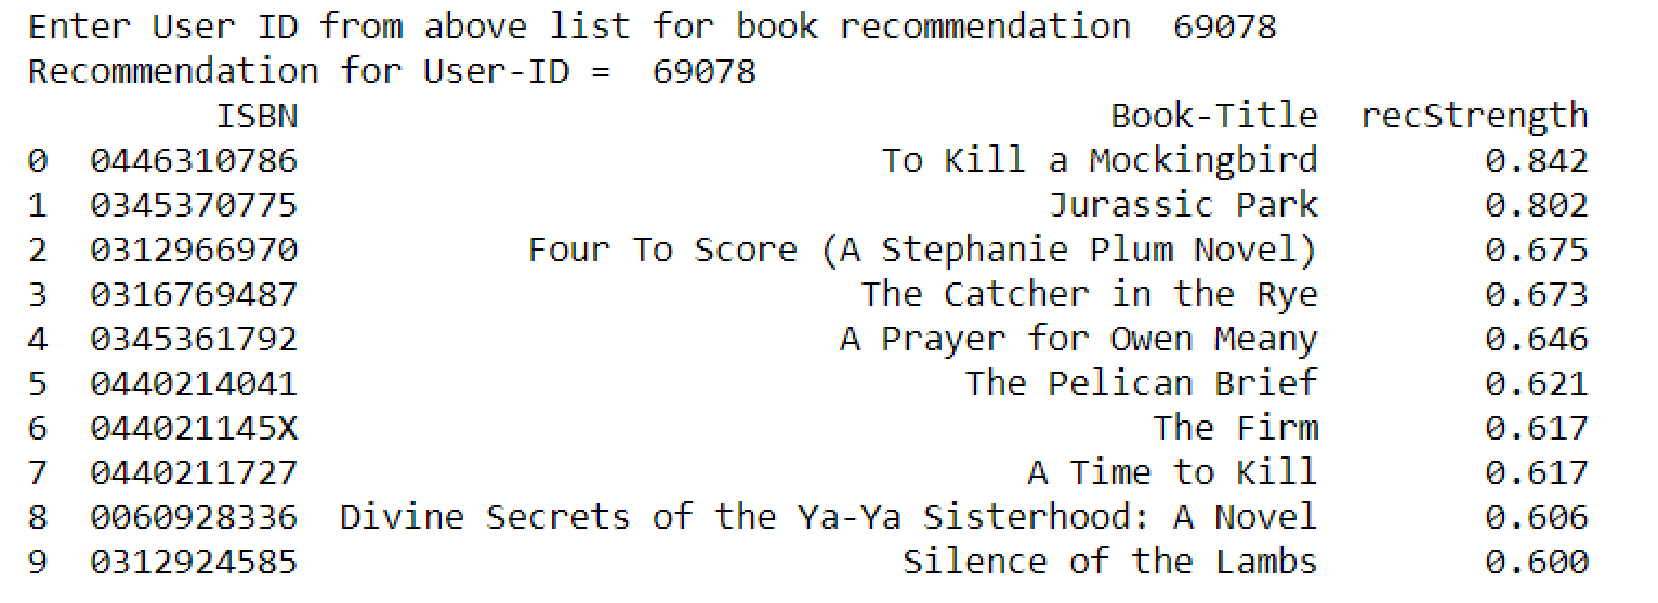 Enter User ID from above list for book recommendation  69078
Recommendation for User-ID =  69078
         ISBN                                       Book-Title  recStrength
0  0446310786                            To Kill a Mockingbird        0.842
1  0345370775                                    Jurassic Park        0.802
2  0312966970           Four To Score (A Stephanie Plum Novel)        0.675
3  0316769487                           The Catcher in the Rye        0.673
4  0345361792                          A Prayer for Owen Meany        0.646
5  0440214041                                The Pelican Brief        0.621
6  044021145X                                         The Firm        0.617
7  0440211727                                   A Time to Kill        0.617
8  0060928336  Divine Secrets of the Ya-Ya Sisterhood: A Novel        0.606
9  0312924585                             Silence of the Lambs        0.600